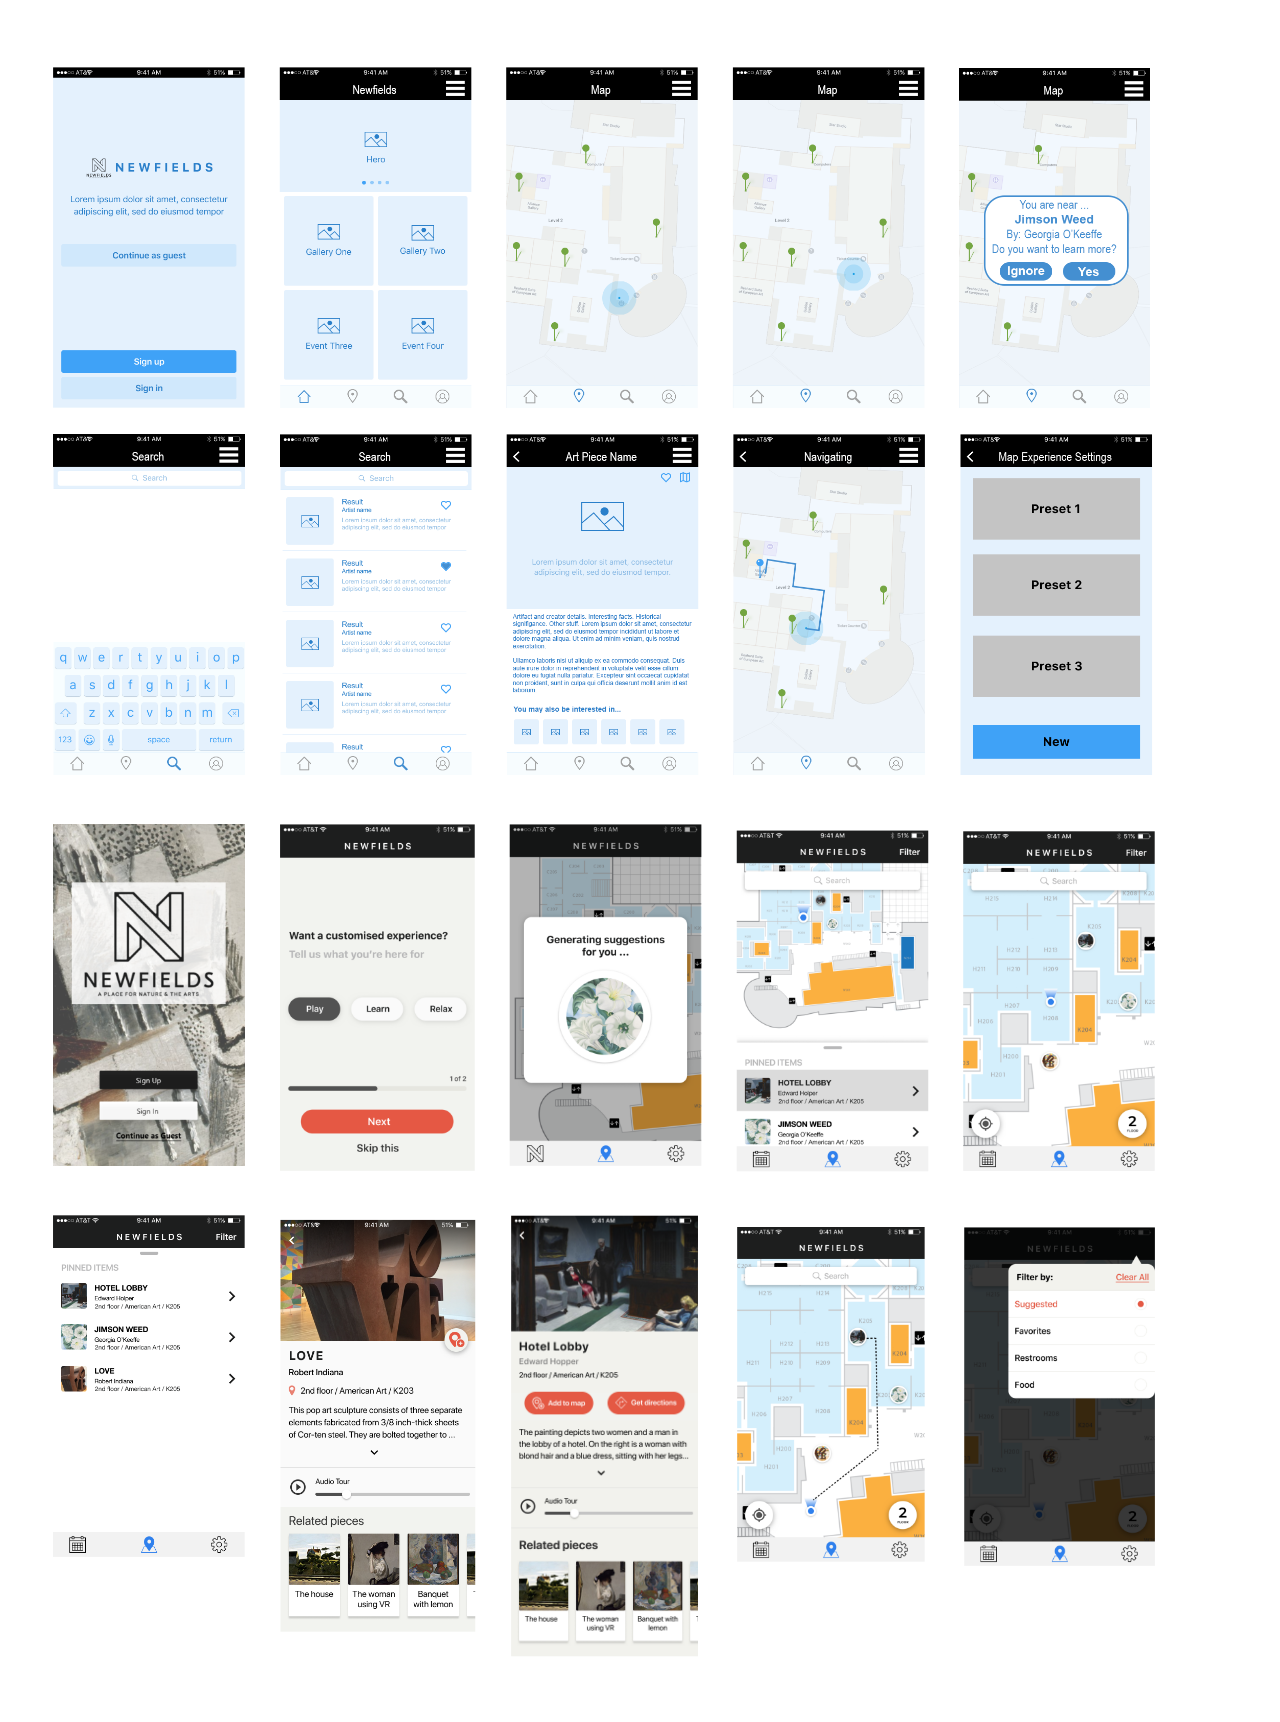 AT&T 9:41 AM 51%
NEWFIELDS
NEWFIELDS
Lorem ipsum dolor sit amet, consectetur
adipiscing elit, sed do eiusmod tempor
Continue as guest
Sign up
Sign in
AT&T 9:41 AM 51%
Newfields
Hero
Gallery One
Gallery Two
Event Three
Event Four
AT&T 9:41 AM 51%
Map
Level 2
AT&T 9:41 AM 51%
Map
Level 2
AT&T 9:41 AM 51%
Map
You are near ...
Jimson Weed
By: Georgia O'Keeffe
Do you want to learn more?
Ignore
Yes
AT&T 9:41 AM 51%
Search
Search
q w e r t y u i o p
a s d f g h j k l
z x c v b n m
123 space return
AT&T 9:41 AM 51%
Search
Search
Result
Artist name
Lorem ipsum dolor sit amet, consectetur
adipiscing elit, sed do eiusmod tempor
Result
Artist name
Lorem ipsum dolor sit amet, consectetur
adipiscing elit, sed do eiusmod tempor
Result
Artist name
Lorem ipsum dolor sit amet, consectetur
adipiscing elit, sed do eiusmod tempor
Result
Artist name
Lorem ipsum dolor sit amet, consectetur
adipiscing elit, sed do eiusmod tempor
Result
AT&T 9:41 AM 51%
Art Piece Name
Lorem ipsum dolor sit amet, consectetur
adipiscing elit, sed do eiusmod tempor.
Artifact and creator details. Interesting facts. Historical
signifigance. Other stuff. Lorem ipsum dolor sit amet, consectetur
adipiscing elit, sed do eiusmod tempor incididunt ut labore et
dolore magna aliqua. Ut enim ad minim veniam, quis nostrud
exercitation.
Ullamco laboris nisi ut aliquip ex ea commodo consequat. Duis
aute irure dolor in reprehenderit in voluptate velit esse cillum
dolore eu fugiat nulla pariatur. Excepteur sint occaecat cupidatat
non proident, sunt in culpa qui officia deserunt mollit anim id est
laborum
You may also be interested in...
AT&T 9:41 AM 51%
Navigating
Level 2
AT&T 9:41 AM 51%
Map Experience Settings
Preset 1
Preset 2
Preset 3
New
NEWFIELDS
A PLACE FOR NATURE & THE ARTS
Sign Up
Sign In
Continue as Guest
AT&T 9:41 AM 51%
NEWFIELDS
Want a customised experience?
Tell us what you're here for
Play
Learn
Relax
1 of 2
Next
Skip this
AT&T 9:41 AM 51%
NEWFIELDS
Generating suggestions
for you ...
AT&T 9:41 AM 51%
NEWFIELDS Filter
Search
PINNED ITEMS
HOTEL LOBBY
Edward Holper
2nd floor / American Art / K205
JIMSON WEED
Georgia O'Keeffe
2nd floor / American Art / K205
AT&T 9:41 AM 51%
NEWFIELDS Filter
Search
H215 H214
K205
H212 H213
K204
H211 H210 H209
H207
H206 H208
K204
H200
H201
2
FLOOR
AT&T 9:41 AM 51%
NEWFIELDS Filter
PINNED ITEMS
HOTEL LOBBY
Edward Holper
2nd floor / American Art / K205
JIMSON WEED
Georgia O'Keeffe
2nd floor / American Art / K205
LOVE
Robert Indiana
2nd floor / American Art / K205
AT&T 9:41 AM 51%
LOVE
Robert Indiana
2nd floor / American Art / K203
This pop art sculpture consists of three separate
elements fabricated from 3/8 inch-thick sheets
of Cor-ten steel. They are bolted together to ...
Audio Tour
Related pieces
The house
The woman
using VR
Banquet
with lemon
AT&T 9:41 AM 51%
Hotel Lobby
Edward Hopper
2nd floor / American Art / K205
Add to map
Get directions
The painting depicts two women and a man in
the lobby of a hotel. On the right is a woman with
blond hair and a blue dress, sitting with her legs...
Audio Tour
Related pieces
The house
The woman
using VR
Banquet with
lemon
AT&T 9:41 AM 51%
NEWFIELDS
Search
H215 H214
K205
H212 H213
K204
H211 H210 H209
H207
H206 H208
K204
H200
H201
2
FLOOR
AT&T 9:41 AM 51%
NEWFIELDS
Filter by: Clear All
Suggested
Favorites
Restrooms
Food
2